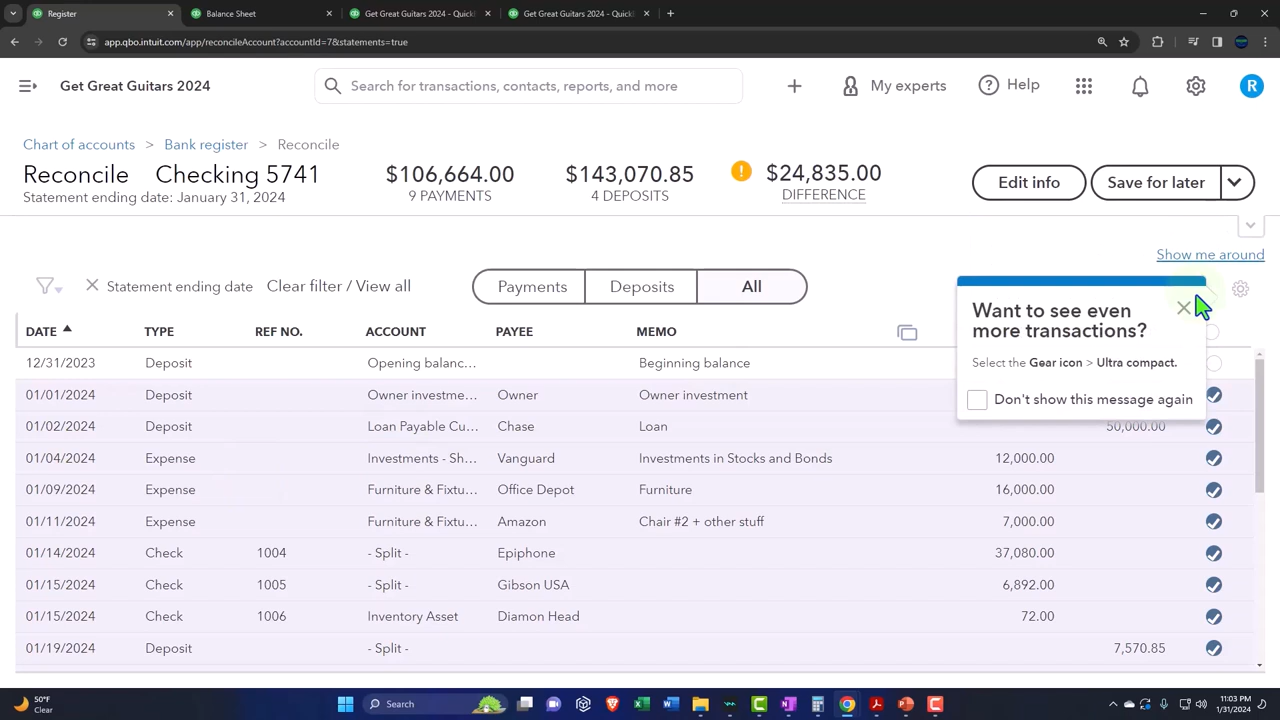 Register
Balance Sheet
Get Great Guitars 2024 - QuickB
Get Great Guitars 2024 - QuickB
app.qbo.intuit.com/app/reconcileAccount?accountId=7&statements=true
Get Great Guitars 2024
Search for transactions, contacts, reports, and more
My experts
Help
R
Chart of accounts > Bank register > Reconcile
Reconcile Checking 5741
Statement ending date: January 31, 2024
$106,664.00
9 PAYMENTS
$143,070.85
4 DEPOSITS
$24,835.00
DIFFERENCE
Edit info
Save for later
Show me around
Statement ending date
Clear filter / View all
Payments
Deposits
All
Want to see even
more transactions?
Select the Gear icon > Ultra compact.
Don't show this message again
DATE TYPE REF NO. ACCOUNT PAYEE MEMO
12/31/2023 Deposit Opening balanc... Beginning balance
01/01/2024 Deposit Owner investme... Owner Owner investment
01/02/2024 Deposit Loan Payable Cu... Chase Loan 50,000.00
01/04/2024 Expense Investments - Sh... Vanguard Investments in Stocks and Bonds 12,000.00
01/09/2024 Expense Furniture & Fixtu... Office Depot Furniture 16,000.00
01/11/2024 Expense Furniture & Fixtu... Amazon Chair #2 + other stuff 7,000.00
01/14/2024 Check 1004 - Split - Epiphone 37,080.00
01/15/2024 Check 1005 - Split - Gibson USA 6,892.00
01/15/2024 Check 1006 Inventory Asset Diamon Head 72.00
01/19/2024 Deposit - Split - 7,570.85
50°F
Clear
Search
11:03 PM
1/31/2024